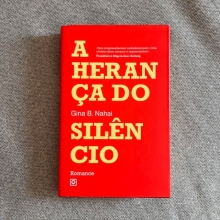 A
HERAN
ÇA DO
Gina B. Nahai
SILÊN
CIO
Romance